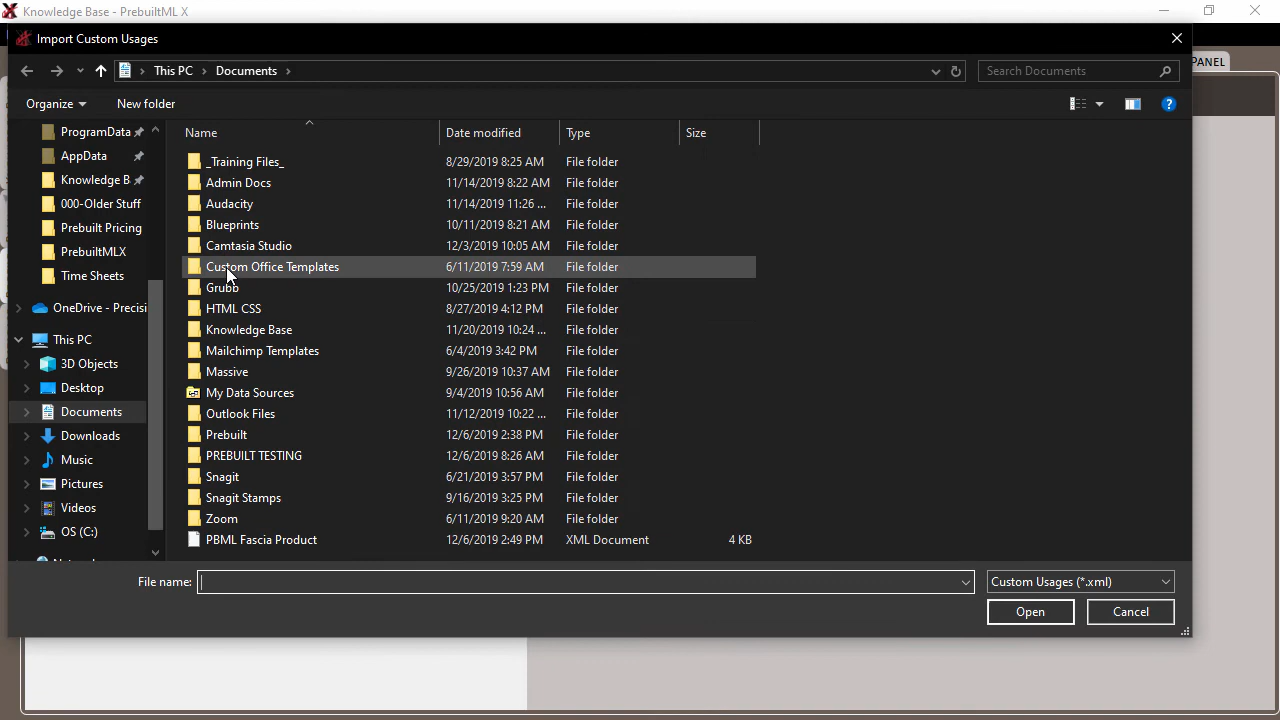 Knowledge Base - PrebuiltML X
Import Custom Usages
This PC
Documents
Search Documents
PANEL
Organize
New folder
Name
Date modified
Type
Size
ProgramData
AppData
Knowledge B
000-Older Stuff
Prebuilt Pricing
PrebuiltMLX
Time Sheets
OneDrive - Precisi
This PC
3D Objects
Desktop
Documents
Downloads
Music
Pictures
Videos
OS (C:)
_Training Files_ 8/29/2019 8:25 AM File folder
Admin Docs 11/14/2019 8:22 AM File folder
Audacity 11/14/2019 11:26 ... File folder
Blueprints 10/11/2019 8:21 AM File folder
Camtasia Studio 12/3/2019 10:05 AM File folder
Custom Office Templates 6/11/2019 7:59 AM File folder
Grubb 10/25/2019 1:23 PM File folder
HTML CSS 8/27/2019 4:12 PM File folder
Knowledge Base 11/20/2019 10:24 ... File folder
Mailchimp Templates 6/4/2019 3:42 PM File folder
Massive 9/26/2019 10:37 AM File folder
My Data Sources 9/4/2019 10:56 AM File folder
Outlook Files 11/12/2019 10:22 ... File folder
Prebuilt 12/6/2019 2:38 PM File folder
PREBUILT TESTING 12/6/2019 8:26 AM File folder
Snagit 6/21/2019 3:57 PM File folder
Snagit Stamps 9/16/2019 3:25 PM File folder
Zoom 6/11/2019 9:20 AM File folder
PBML Fascia Product 12/6/2019 2:49 PM XML Document 4 KB
File name:
Custom Usages (*.xml)
Open
Cancel